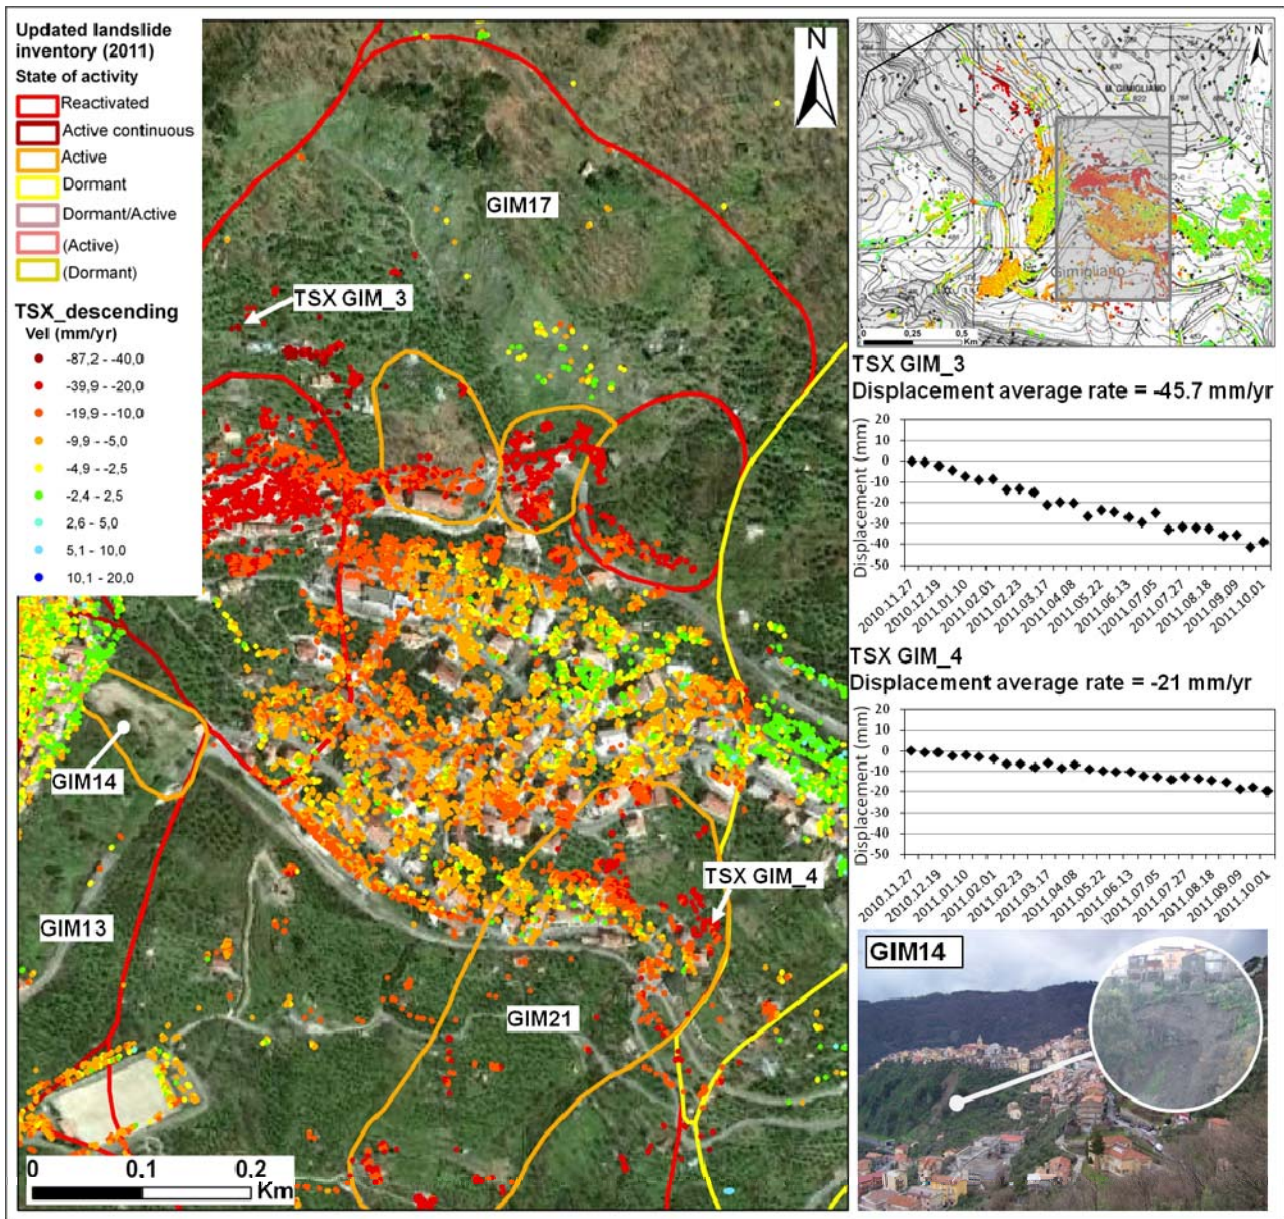 Updated landslide
inventory (2011)
State of activity
Reactivated
Active continuous
Active
Dormant
Dormant/Active
(Active)
(Dormant)
TSX_descending
Vel (mm/yr)
-87,2 - -40,0
-39,9 - -20,0
-19,9 - -10,0
-9,9 - -5,0
-4,9 - -2,5
-2,4 - 2,5
2,6 - 5,0
5,1 - 10,0
10,1 - 20,0
N
GIM17
TSX GIM_3
GIM14
TSX GIM_4
GIM13
GIM21
0 0.1 0.2
Km
N
M. GIMIGLIANO
Gimigliano
0 0,25 0,5
Km
TSX GIM_3
Displacement average rate = -45.7 mm/yr
Displacement (mm)
20
10
0
-10
-20
-30
-40
-50
2010.11.27
2010.12.19
2011.01.10
2011.02.01
2011.02.23
2011.03.17
2011.04.08
2011.05.22
2011.06.13
2011.07.05
2011.07.27
2011.08.18
2011.09.09
2011.10.01
TSX GIM_4
Displacement average rate = -21 mm/yr
Displacement (mm)
20
10
0
-10
-20
-30
-40
-50
2010.11.27
2010.12.19
2011.01.10
2011.02.01
2011.02.23
2011.03.17
2011.04.08
2011.05.22
2011.06.13
2011.07.05
2011.07.27
2011.08.18
2011.09.09
2011.10.01
GIM14